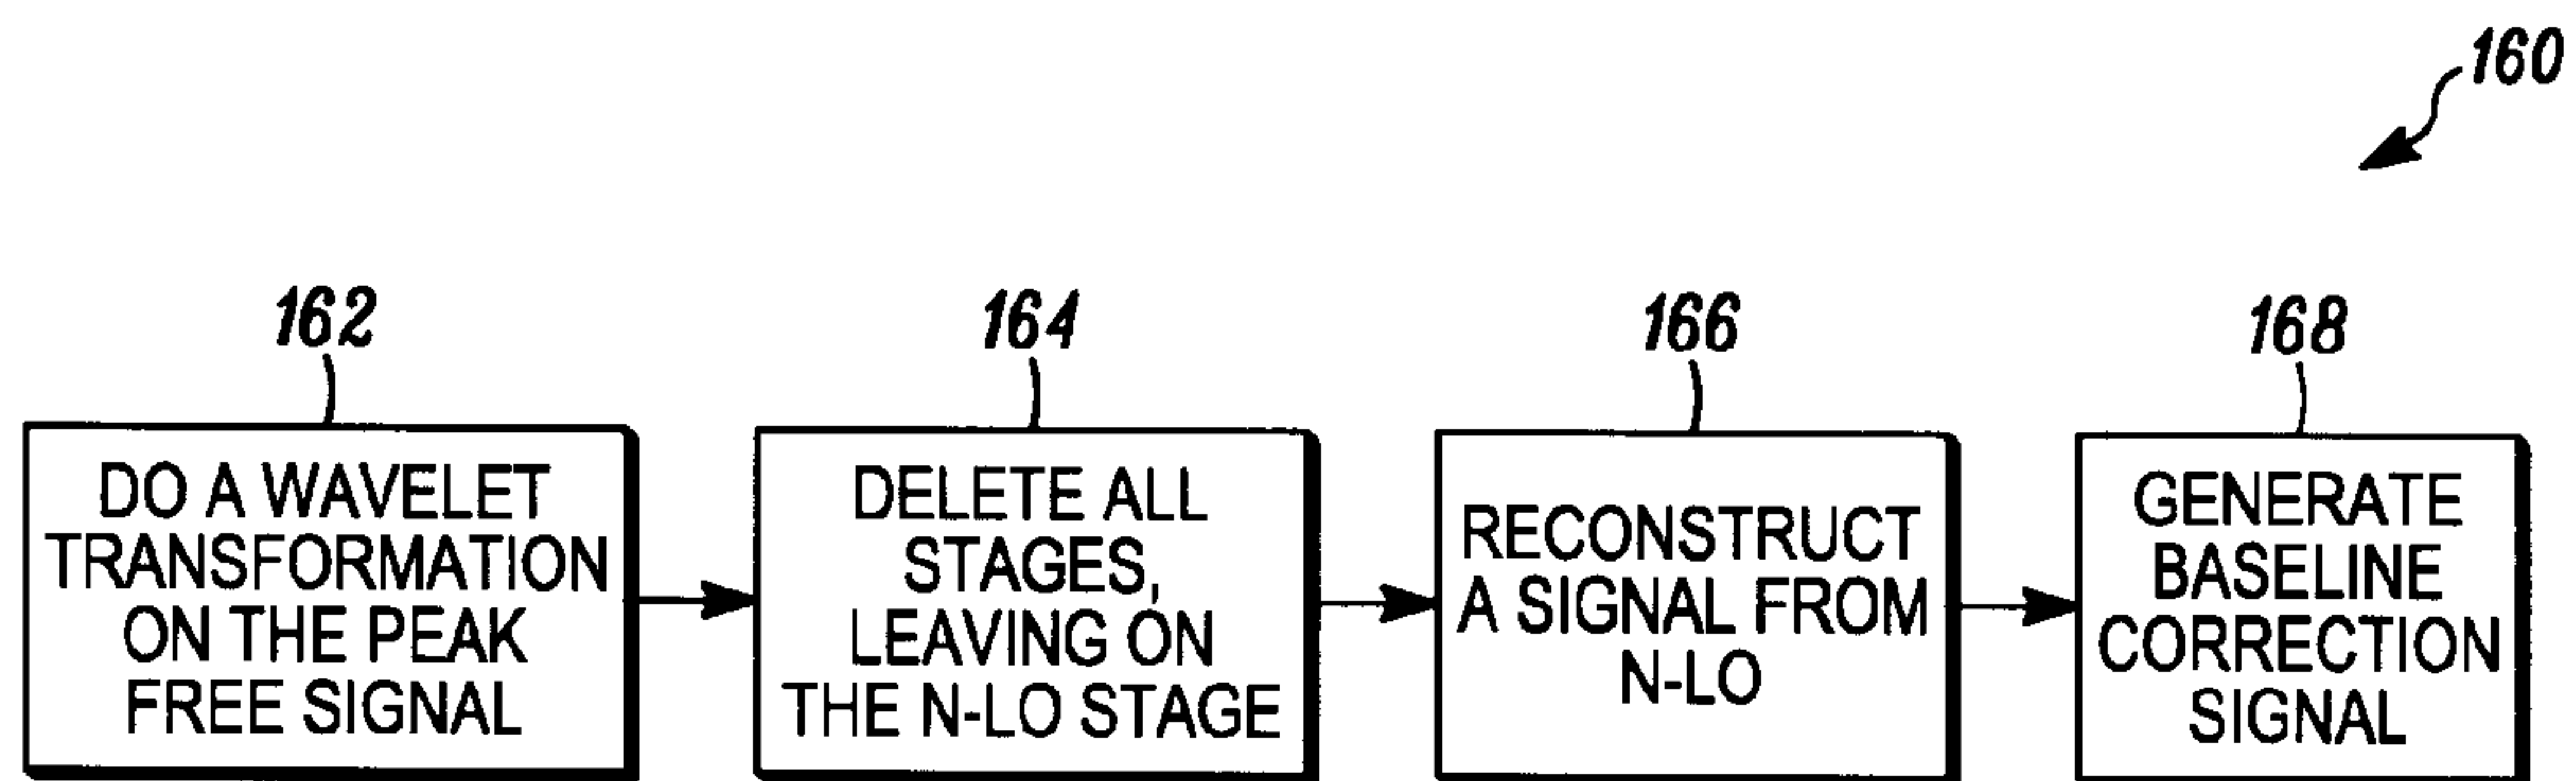 160
162
DO A WAVELET
TRANSFORMATION
ON THE PEAK
FREE SIGNAL
164
DELETE ALL
STAGES,
LEAVING ON
THE N-LO STAGE
166
RECONSTRUCT
A SIGNAL FROM
N-LO
168
GENERATE
BASELINE
CORRECTION
SIGNAL